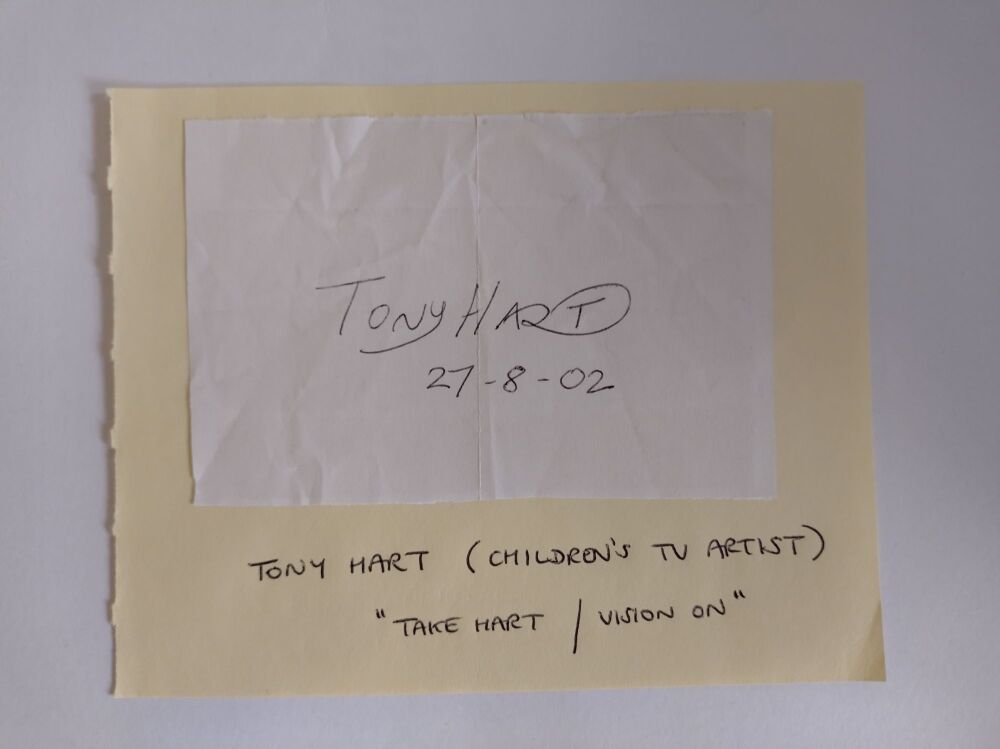 Tony Hart
27-8-02
TONY HART (CHILDREN'S TV ARTIST)
"TAKE HART / VISION ON"